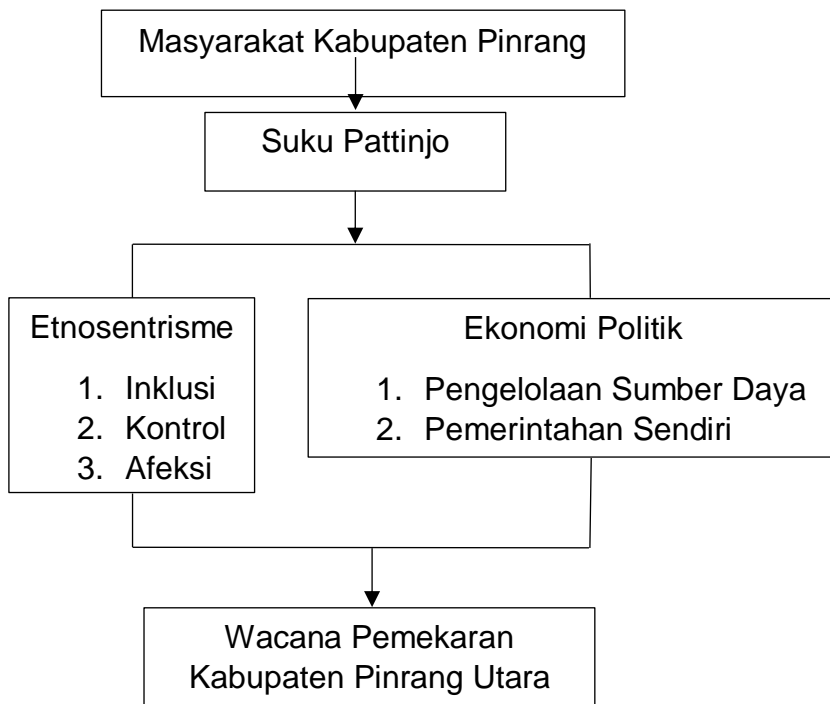 Masyarakat Kabupaten Pinrang
Suku Pattinjo
Etnosentrisme
1. Inklusi
2. Kontrol
3. Afeksi
Ekonomi Politik
1. Pengelolaan Sumber Daya
2. Pemerintahan Sendiri
Wacana Pemekaran
Kabupaten Pinrang Utara